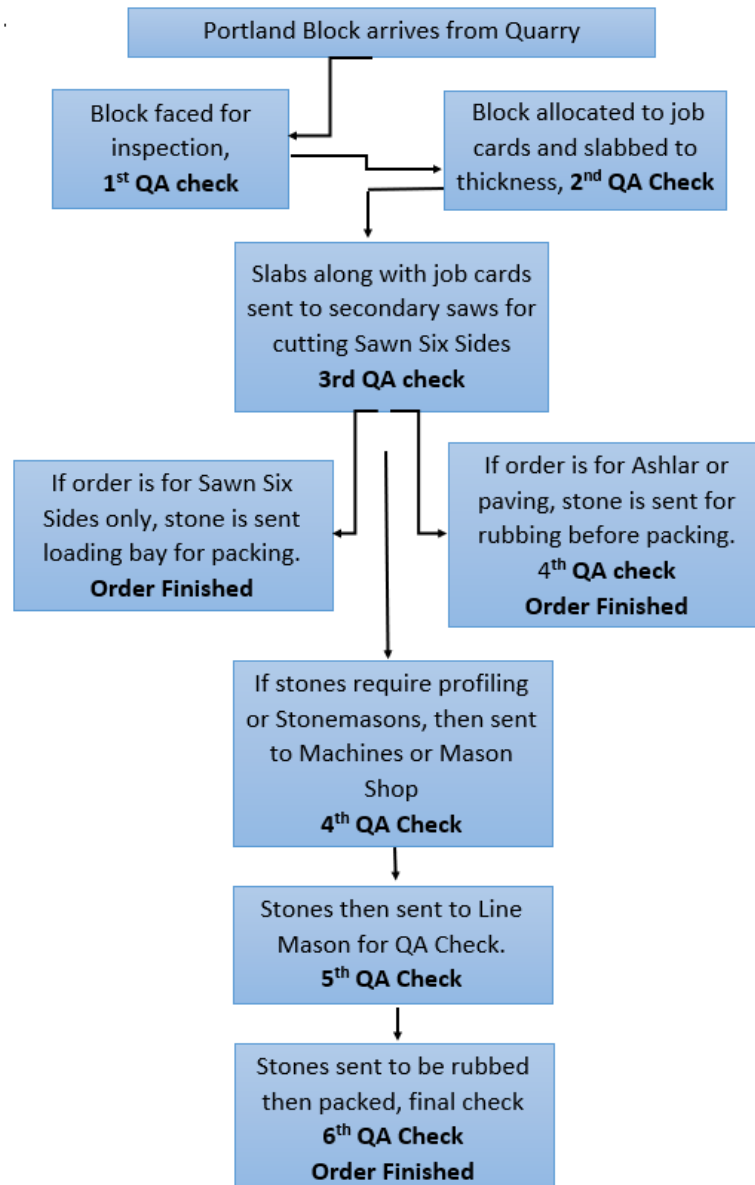 Portland Block arrives from Quarry
Block faced for
inspection,
1st QA check
Block allocated to job
cards and slabbed to
thickness, 2nd QA Check
Slabs along with job cards
sent to secondary saws for
cutting Sawn Six Sides
3rd QA check
If order is for Sawn Six
Sides only, stone is sent
loading bay for packing.
Order Finished
If order is for Ashlar or
paving, stone is sent for
rubbing before packing.
4th QA check
Order Finished
If stones require profiling
or Stonemasons, then sent
to Machines or Mason
Shop
4th QA Check
Stones then sent to Line
Mason for QA Check.
5th QA Check
Stones sent to be rubbed
then packed, final check
6th QA Check
Order Finished